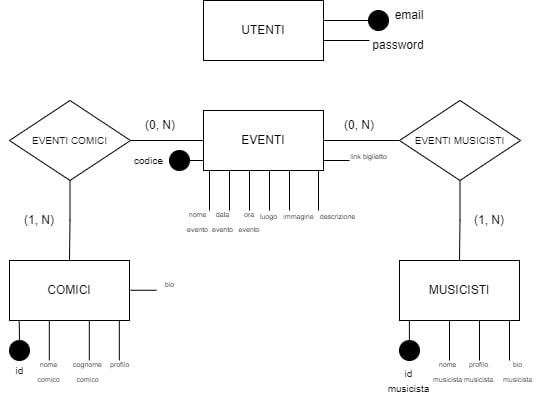 UTENTI
email
password
EVENTI COMICI
(0, N)
EVENTI
(0, N)
EVENTI MUSICISTI
codice
link biglietto
nome evento
data evento
ora evento
luogo
immagine
descrizione
(1, N)
(1, N)
COMICI
bio
MUSICISTI
id
nome comico
cognome comico
profilo
id musicista
nome musicista
profilo musicista
bio musicista